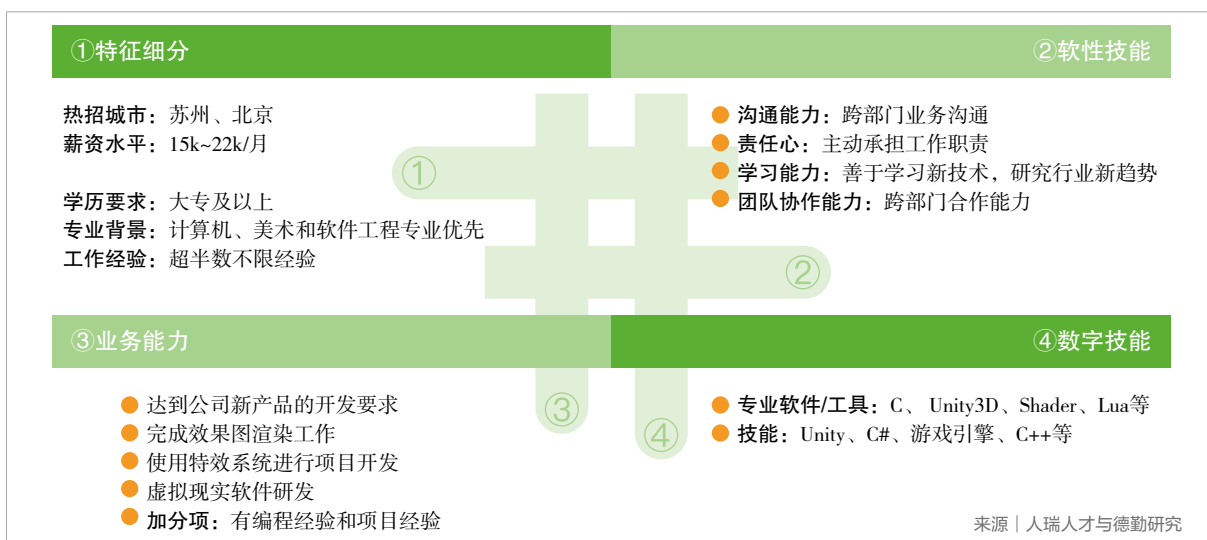 ①特征细分
②软性技能
热招城市：苏州、北京
薪资水平：15k~22k/月
学历要求：大专及以上
专业背景：计算机、美术和软件工程专业优先
工作经验：超半数不限经验
沟通能力：跨部门业务沟通
责任心：主动承担工作职责
学习能力：善于学习新技术，研究行业新趋势
团队协作能力：跨部门合作能力
①
②
③业务能力
④数字技能
达到公司新产品的开发要求
完成效果图渲染工作
使用特效系统进行项目开发
虚拟现实软件研发
加分项：有编程经验和项目经验
③
④
专业软件/工具：C、 Unity3D、Shader、Lua等
技能：Unity、C#、游戏引擎、C++等
来源｜人瑞人才与德勤研究